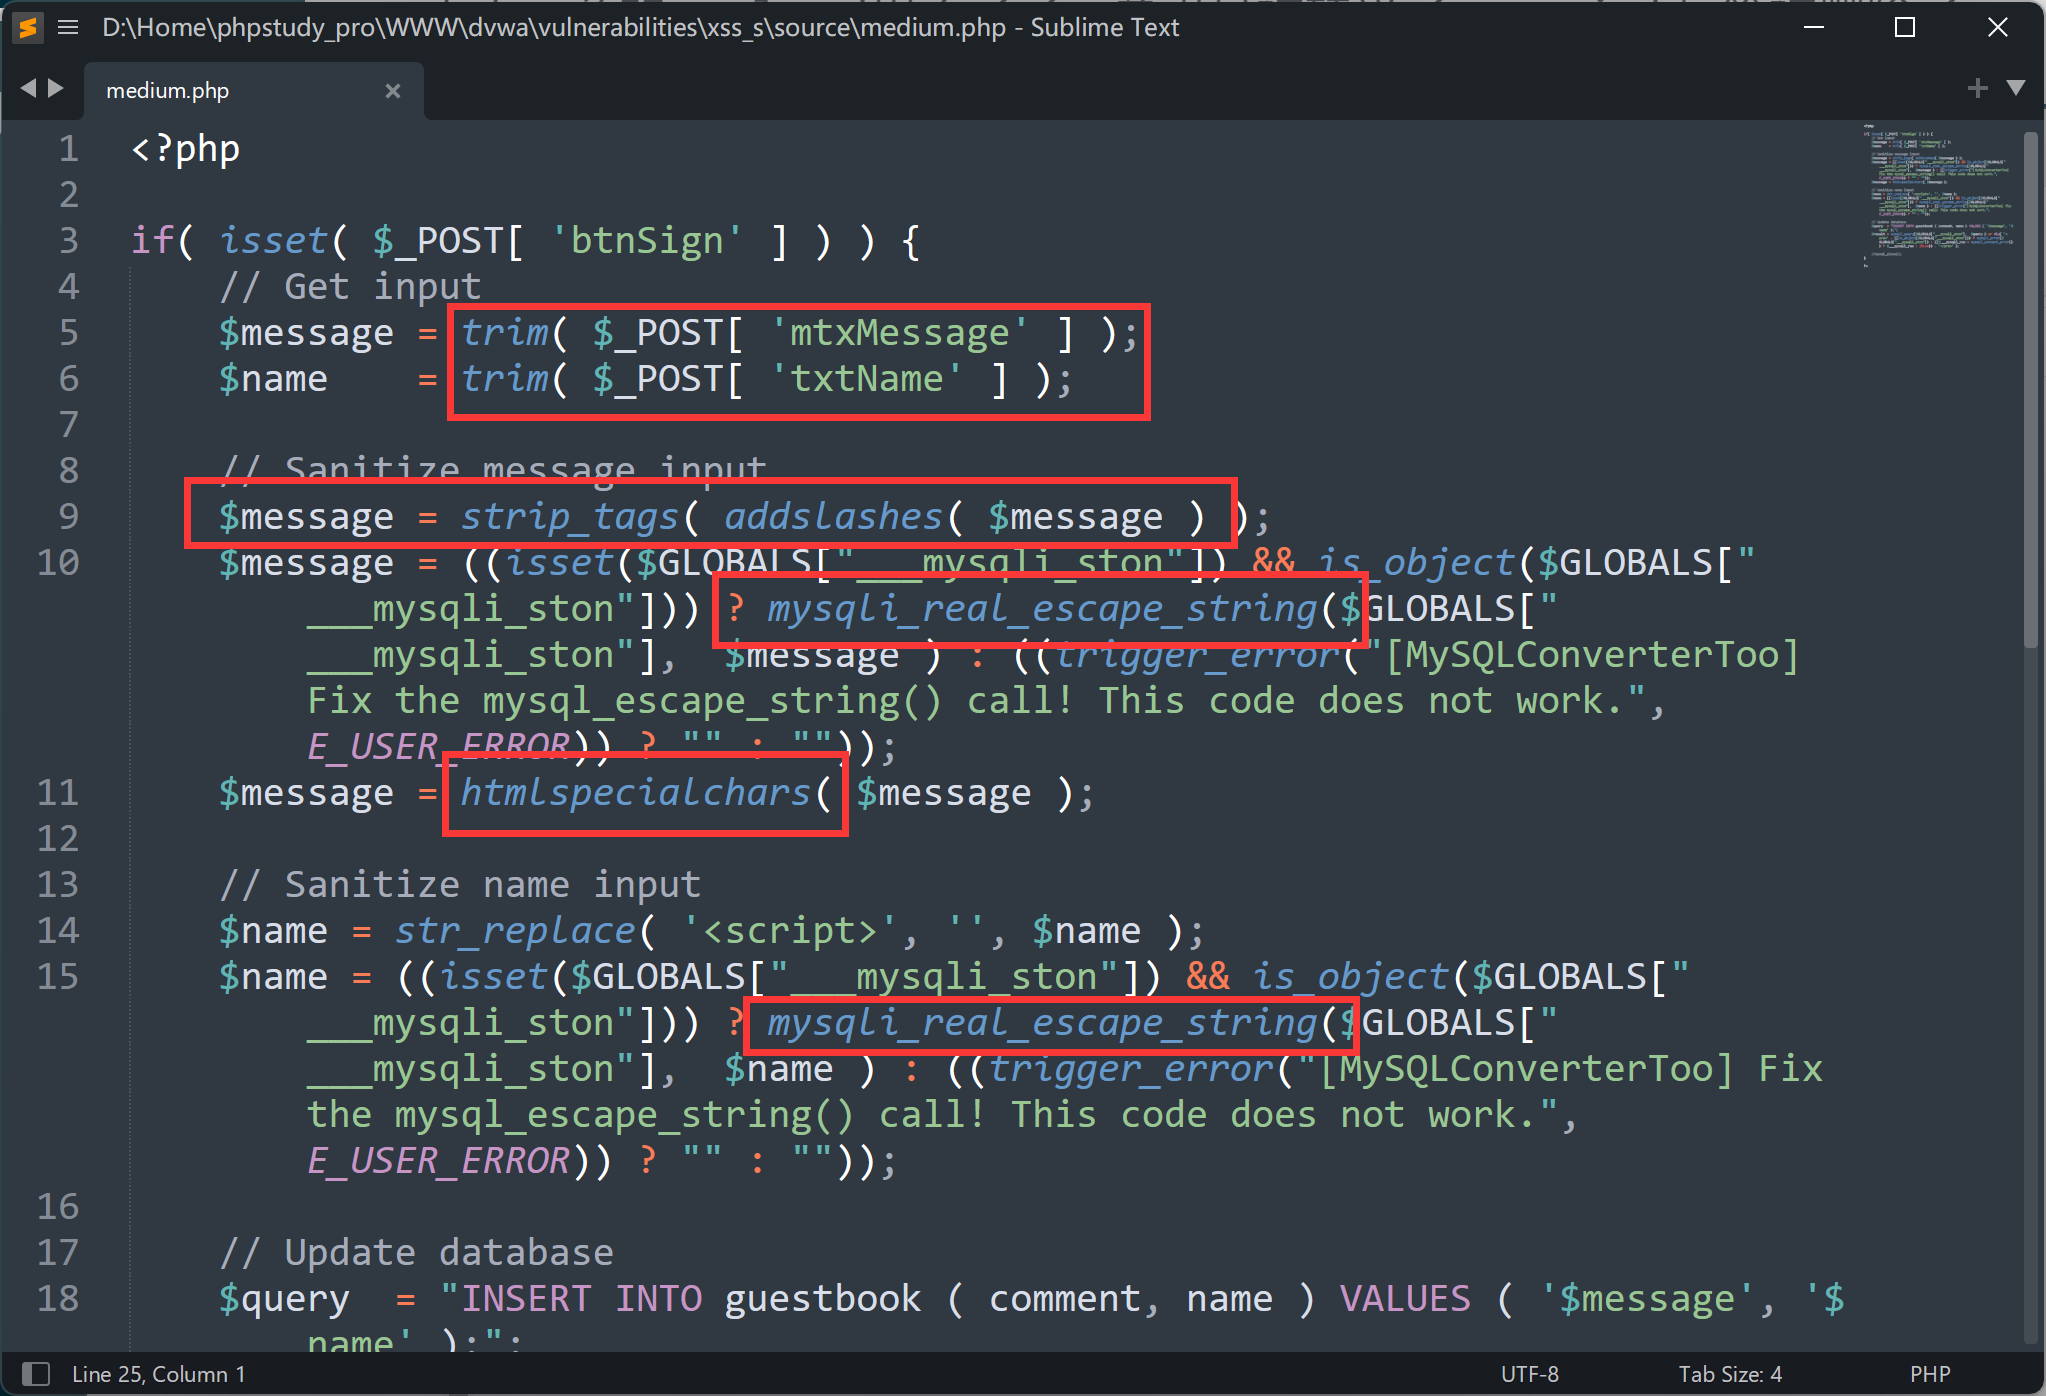 D:\Home\phpstudy_pro\WWW\dvwa\vulnerabilities\xss_s\source\medium.php - Sublime Text
medium.php
1 <?php
2
3 if( isset( $_POST[ 'btnSign' ] ) ) {
4 // Get input
5 $message = trim( $_POST[ 'mtxMessage' ] );
6 $name    = trim( $_POST[ 'txtName' ] );
7
8 // Sanitize message input
9 $message = strip_tags( addslashes( $message ) );
10 $message = ((isset($GLOBALS["___mysqli_ston"]) && is_object($GLOBALS["
___mysqli_ston"])) ? mysqli_real_escape_string($GLOBALS["
___mysqli_ston"],  $message ) : ((trigger_error("[MySQLConverterToo]
Fix the mysql_escape_string() call! This code does not work.",
E_USER_ERROR)) ? "" : ""));
11 $message = htmlspecialchars( $message );
12
13 // Sanitize name input
14 $name = str_replace( '<script>', '', $name );
15 $name = ((isset($GLOBALS["___mysqli_ston"]) && is_object($GLOBALS["
___mysqli_ston"])) ? mysqli_real_escape_string($GLOBALS["
___mysqli_ston"],  $name ) : ((trigger_error("[MySQLConverterToo] Fix
the mysql_escape_string() call! This code does not work.",
E_USER_ERROR)) ? "" : ""));
16
17 // Update database
18 $query  = "INSERT INTO guestbook ( comment, name ) VALUES ( '$message', '$
name' );";
Line 25, Column 1
UTF-8
Tab Size: 4
PHP